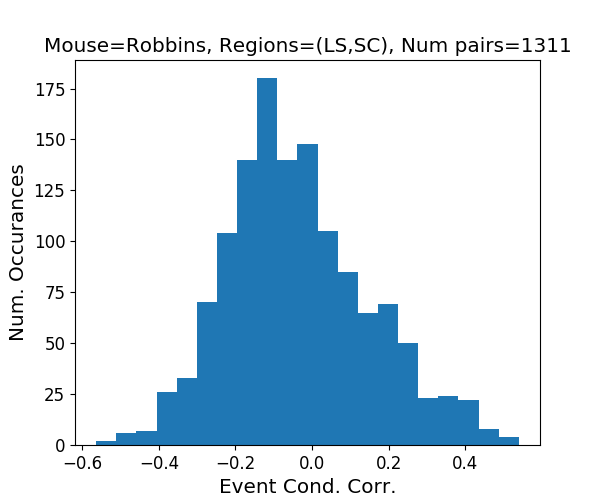 Mouse=Robbins, Regions=(LS,SC), Num pairs=1311
175
150
125
100
75
50
25
0
Num. Occurances
−0.6 −0.4 −0.2 0.0 0.2 0.4
Event Cond. Corr.